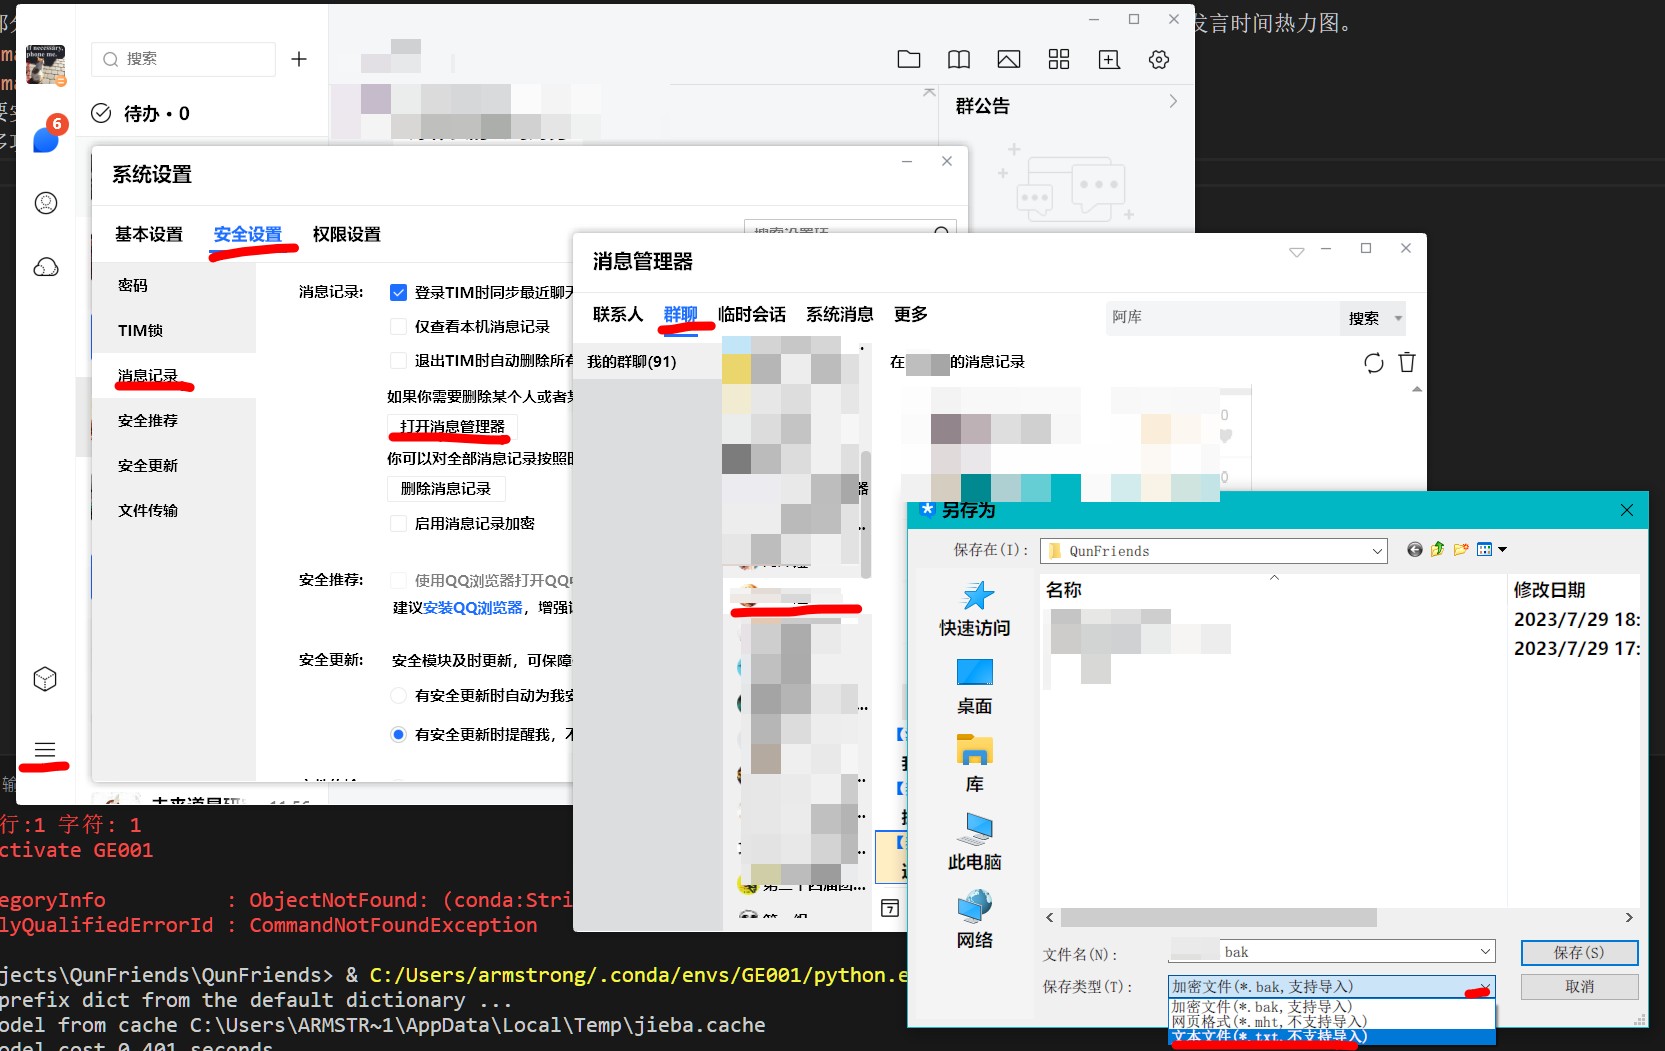 发言时间热力图。
If necessary,
phone me.
搜索
6
待办 · 0
群公告
系统设置
基本设置
安全设置
权限设置
密码
TIM锁
消息记录
安全推荐
安全更新
文件传输
消息记录:
登录TIM时同步最近聊
仅查看本机消息记录
退出TIM时自动删除所有
如果你需要删除某个人或者某
打开消息管理器
你可以对全部消息记录按照
删除消息记录
启用消息记录加密
安全推荐:
使用QQ浏览器打开QQ
建议安装QQ浏览器，增强
安全更新:
安全模块及时更新，可保障
有安全更新时自动为我安
有安全更新时提醒我，不
消息管理器
联系人
群聊
临时会话
系统消息
更多
阿库
搜索
我的群聊(91)
在
的消息记录
7
另存为
保存在(I):
QunFriends
名称
修改日期
2023/7/29 18:
2023/7/29 17:
快速访问
桌面
库
此电脑
网络
文件名(N):
bak
保存(S)
保存类型(T):
加密文件(*.bak,支持导入)
取消
加密文件(*.bak,支持导入)
网页格式(*.mht,不支持导入)
文本文件(*.txt,不支持导入)
行:1 字符: 1
ctivate GE001
egoryInfo : ObjectNotFound: (conda:Stri
lyQualifiedErrorId : CommandNotFoundException
jects\QunFriends\QunFriends> & C:/Users/armstrong/.conda/envs/GE001/python.e
prefix dict from the default dictionary ...
odel from cache C:\Users\ARMSTR~1\AppData\Local\Temp\jieba.cache
odel cost 0.401 seconds